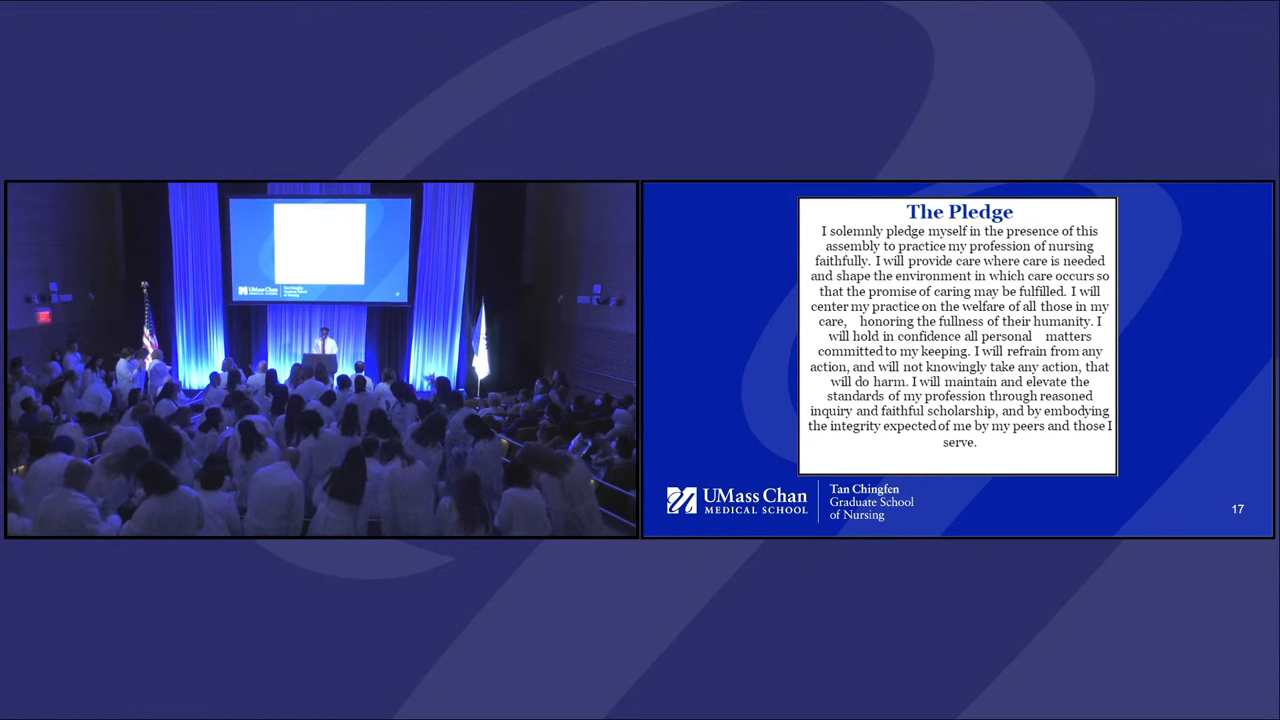 The Pledge
I solemnly pledge myself in the presence of this
assembly to practice my profession of nursing
faithfully. I will provide care where care is needed
and shape the environment in which care occurs so
that the promise of caring may be fulfilled. I will
center my practice on the welfare of all those in my
care, honoring the fullness of their humanity. I
will hold in confidence all personal matters
committed to my keeping. I will refrain from any
action, and will not knowingly take any action, that
will do harm. I will maintain and elevate the
standards of my profession through reasoned
inquiry and faithful scholarship, and by embodying
the integrity expected of me by my peers and those I
serve.
UMass Chan
MEDICAL SCHOOL
Tan Chingfen
Graduate School
of Nursing
17